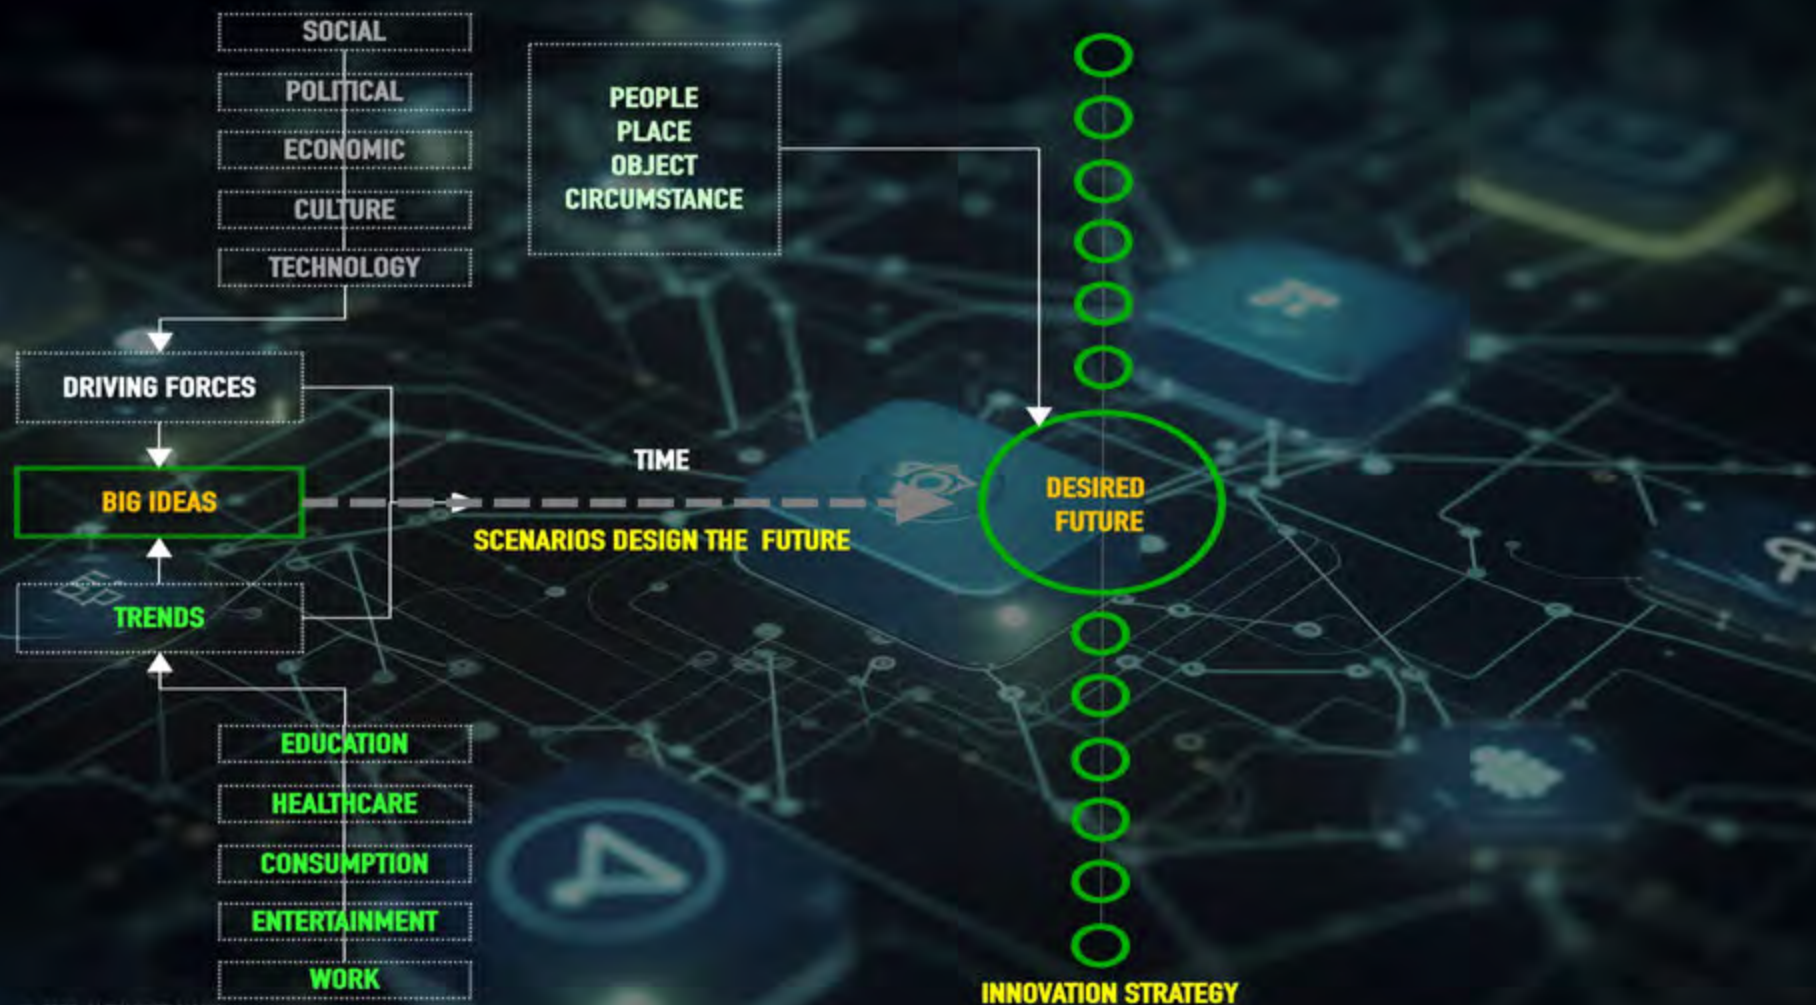 SOCIAL
POLITICAL
ECONOMIC
CULTURE
TECHNOLOGY
PEOPLE
PLACE
OBJECT
CIRCUMSTANCE
DRIVING FORCES
BIG IDEAS
TRENDS
TIME
SCENARIOS DESIGN THE FUTURE
DESIRED
FUTURE
EDUCATION
HEALTHCARE
CONSUMPTION
ENTERTAINMENT
WORK
INNOVATION STRATEGY